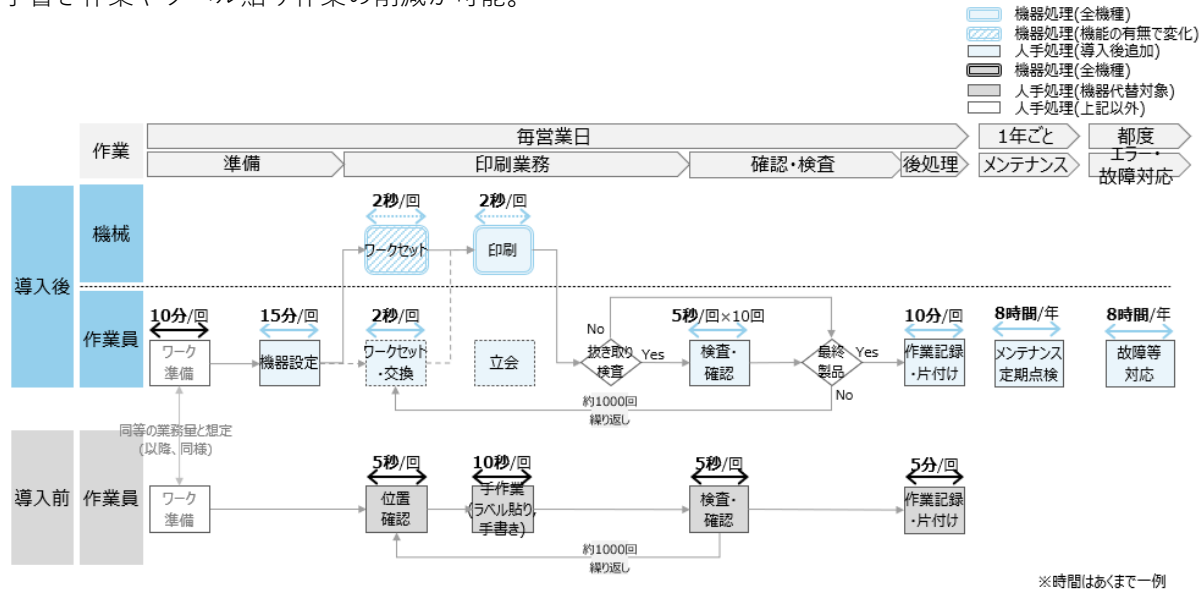 手書き作業やラベル貼り作業の削減が可能。
機器処理(全機種)
機器処理(機能の有無で変化)
人手処理(導入後追加)
機器処理(全機種)
人手処理(機器代替対象)
人手処理(上記以外)
作業
毎営業日
1年ごと
都度
準備
印刷業務
確認・検査
後処理
メンテナンス
エラー・
故障対応
導入後
機械
2秒/回
2秒/回
ワークセット
印刷
作業員
10分/回
15分/回
2秒/回
5秒/回×10回
10分/回
8時間/年
8時間/年
ワーク
準備
機器設定
ワークセット
・交換
立会
No
抜き取り
検査
Yes
検査・
確認
最終
製品
Yes
No
作業記録
・片付け
メンテナンス
定期点検
故障等
対応
約1000回
繰り返し
同等の業務量と想定
(以降、同様)
導入前
作業員
5秒/回
10秒/回
5秒/回
5分/回
ワーク
準備
位置
確認
手作業
(ラベル貼り,
手書き)
検査・
確認
作業記録
・片付け
約1000回
繰り返し
※時間はあくまで一例